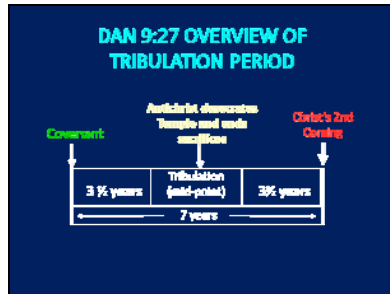 DAN 9:27 OVERVIEW OF
TRIBULATION PERIOD
Antichrist desecrates
Temple and ends
sacrifices
Christ's 2nd
Coming
Covenant
3 ½ years
Tribulation
(mid-point)
3½ years
7 years